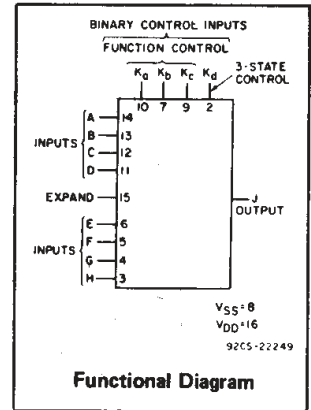 BINARY CONTROL INPUTS
FUNCTION CONTROL
Ka Kb Kc Kd
3-STATE
CONTROL
10 7 9 2
INPUTS
A 14
B 13
C 12
D 11
EXPAND 15
J
OUTPUT
INPUTS
E 6
F 5
G 4
H 3
VSS=8
VDD=16
92CS-22249
Functional Diagram